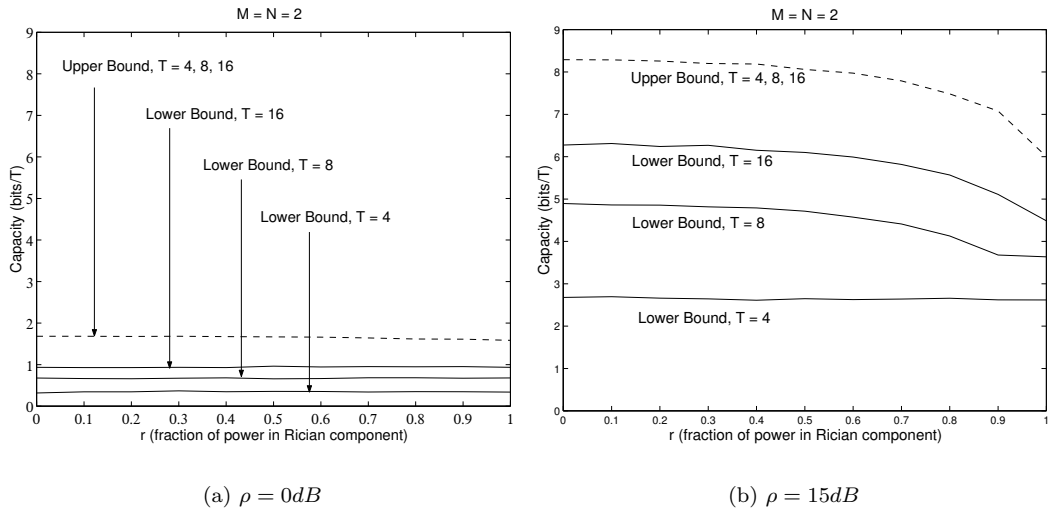 M = N = 2
9
8
7
6
5
4
3
2
1
0
Capacity (bits/T)
Upper Bound, T = 4, 8, 16
Lower Bound, T = 16
Lower Bound, T = 8
Lower Bound, T = 4
0 0.1 0.2 0.3 0.4 0.5 0.6 0.7 0.8 0.9 1
r (fraction of power in Rician component)
(a) ρ = 0dB
M = N = 2
9
8
7
6
5
4
3
2
1
0
Capacity (bits/T)
Upper Bound, T = 4, 8, 16
Lower Bound, T = 16
Lower Bound, T = 8
Lower Bound, T = 4
0 0.1 0.2 0.3 0.4 0.5 0.6 0.7 0.8 0.9 1
r (fraction of power in Rician component)
(b) ρ = 15dB